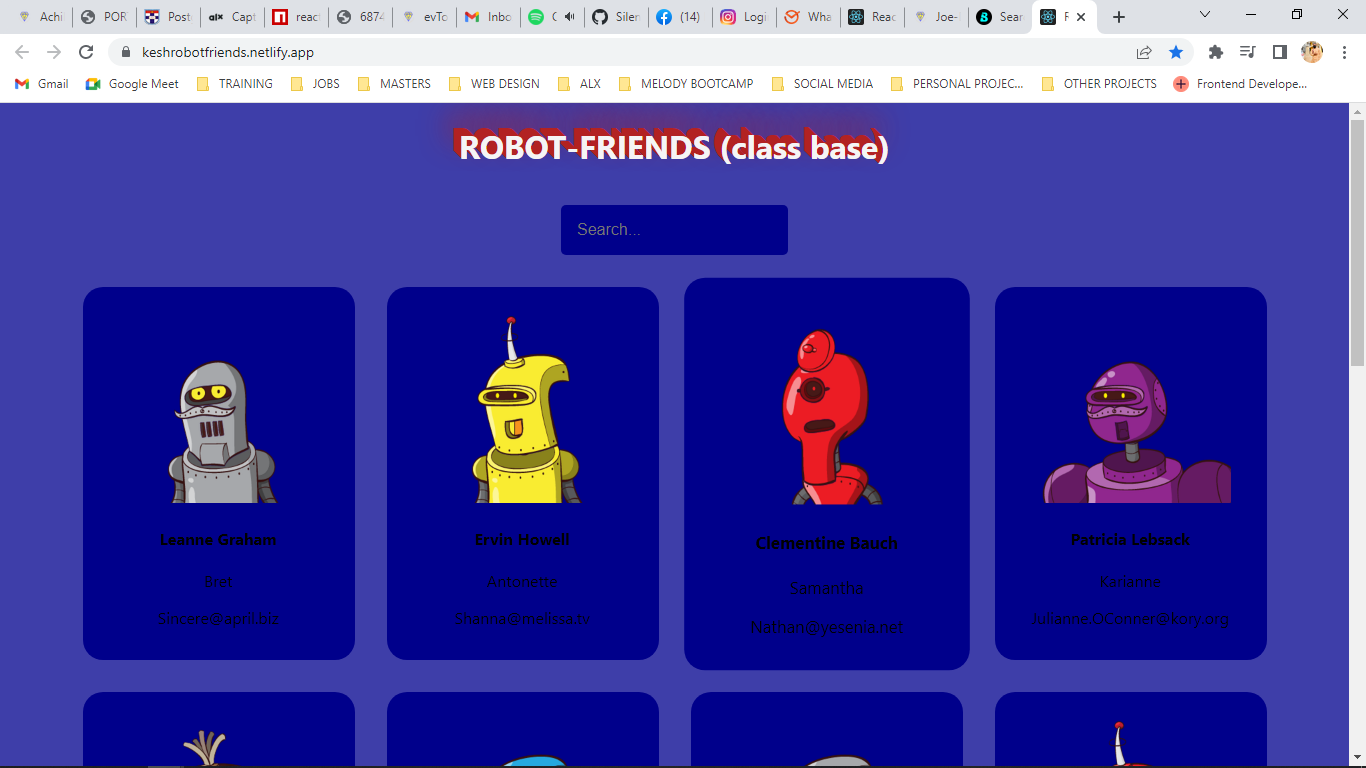 Achi
POR
Post
alx Capt
reac
6874
evTo
Inbo
C
Siler
(14)
Logi
Wha
Reac
Joe-
Sear
keshrobotfriends.netlify.app
Gmail
Google Meet
TRAINING
JOBS
MASTERS
WEB DESIGN
ALX
MELODY BOOTCAMP
SOCIAL MEDIA
PERSONAL PROJEC...
OTHER PROJECTS
Frontend Develope...
ROBOT-FRIENDS (class base)
Search...
Leanne Graham
Bret
Sincere@april.biz
Ervin Howell
Antonette
Shanna@melissa.tv
Clementine Bauch
Samantha
Nathan@yesenia.net
Patricia Lebsack
Karianne
Julianne.OConner@kory.org